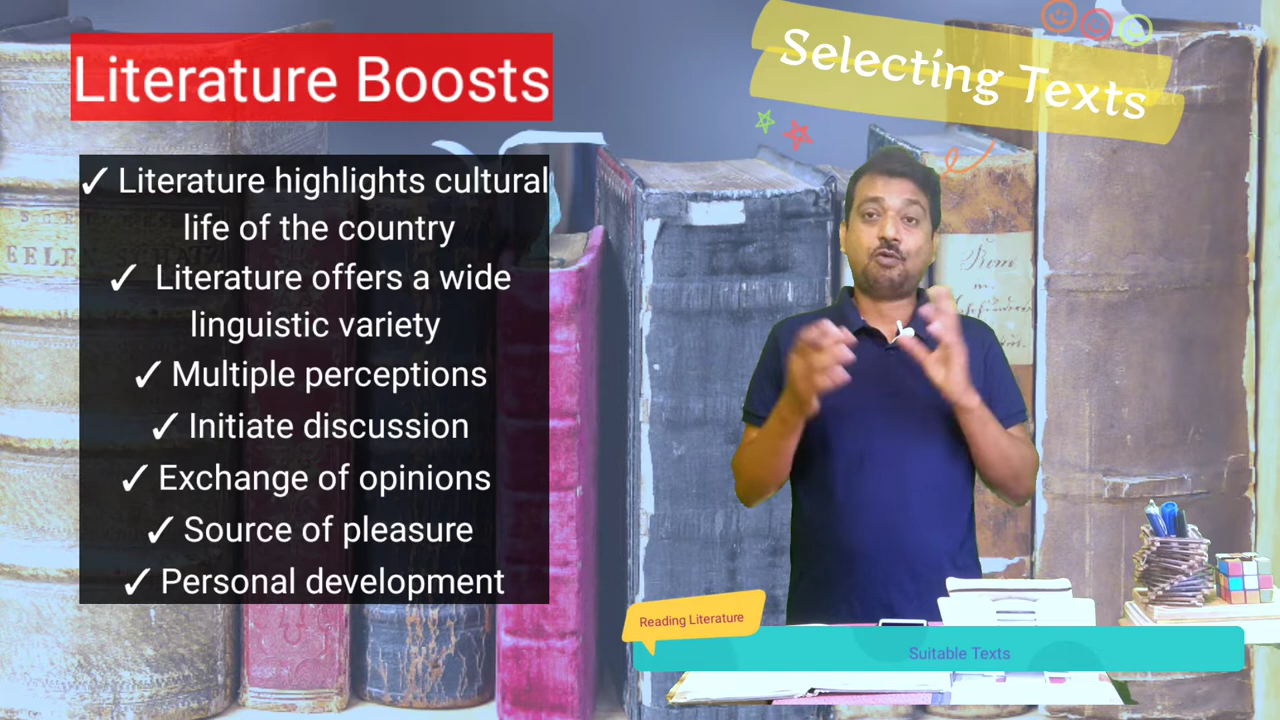 Literature Boosts
✓ Literature highlights cultural
life of the country
✓ Literature offers a wide
linguistic variety
✓ Multiple perceptions
✓ Initiate discussion
✓ Exchange of opinions
✓ Source of pleasure
✓ Personal development
Selecting Texts
Rom
Reading Literature
Suitable Texts